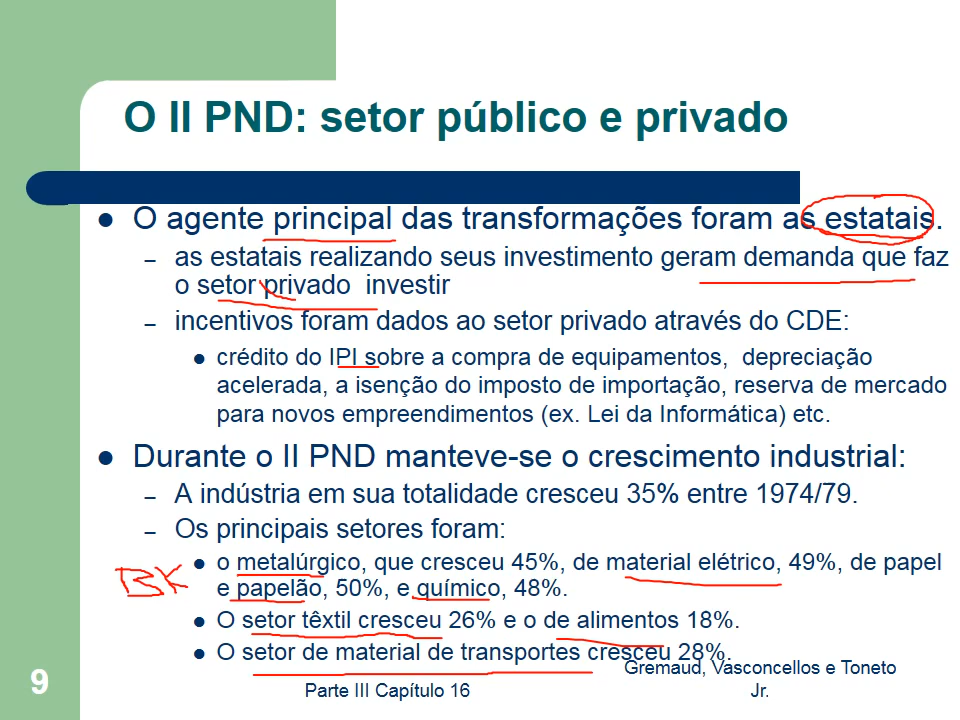 O II PND: setor público e privado
O agente principal das transformações foram as estatais.
– as estatais realizando seus investimento geram demanda que faz
o setor privado investir
– incentivos foram dados ao setor privado através do CDE:
crédito do IPI sobre a compra de equipamentos, depreciação
acelerada, a isenção do imposto de importação, reserva de mercado
para novos empreendimentos (ex. Lei da Informática) etc.
Durante o II PND manteve-se o crescimento industrial:
– A indústria em sua totalidade cresceu 35% entre 1974/79.
– Os principais setores foram:
o metalúrgico, que cresceu 45%, de material elétrico, 49%, de papel
e papelão, 50%, e químico, 48%.
BK
O setor têxtil cresceu 26% e o de alimentos 18%.
O setor de material de transportes cresceu 28%.
9
Parte III Capítulo 16
Gremaud, Vasconcellos e Toneto
Jr.